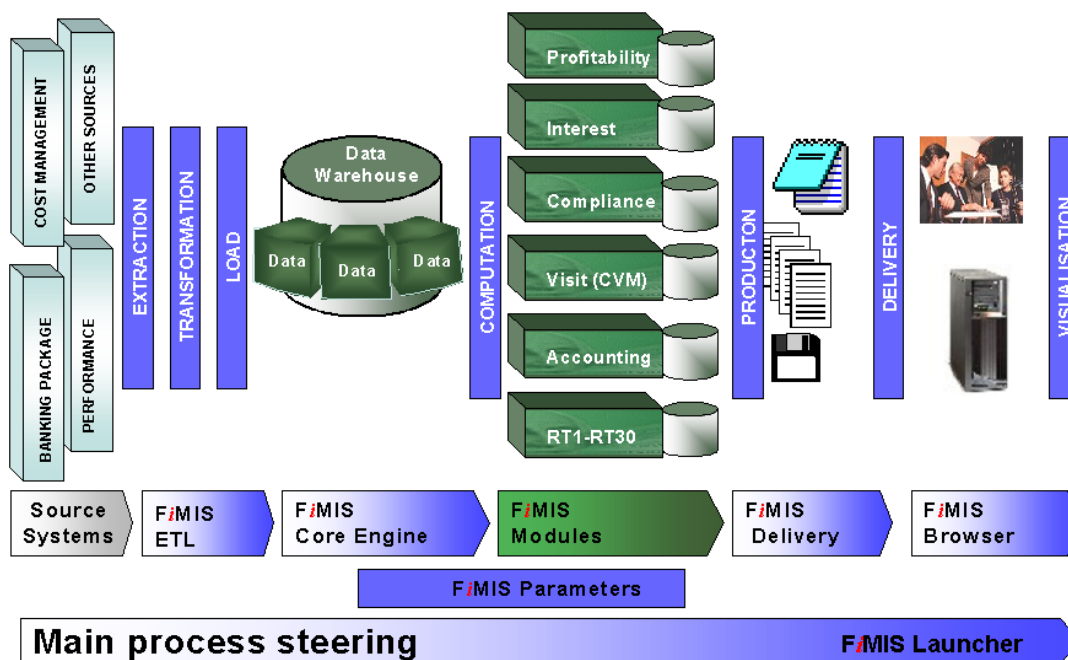 COST MANAGEMENT
OTHER SOURCES
BANKING PACKAGE
PERFORMANCE
EXTRACTION
TRANSFORMATION
LOAD
Data
Warehouse
Data
Data
Data
COMPUTATION
Profitability
Interest
Compliance
Visit (CVM)
Accounting
RT1-RT30
PRODUCTON
DELIVERY
VISUALISATION
Source
Systems
FiMIS
ETL
FiMIS
Core Engine
FiMIS
Modules
FiMIS
Delivery
FiMIS
Browser
FiMIS Parameters
Main process steering
FiMIS Launcher